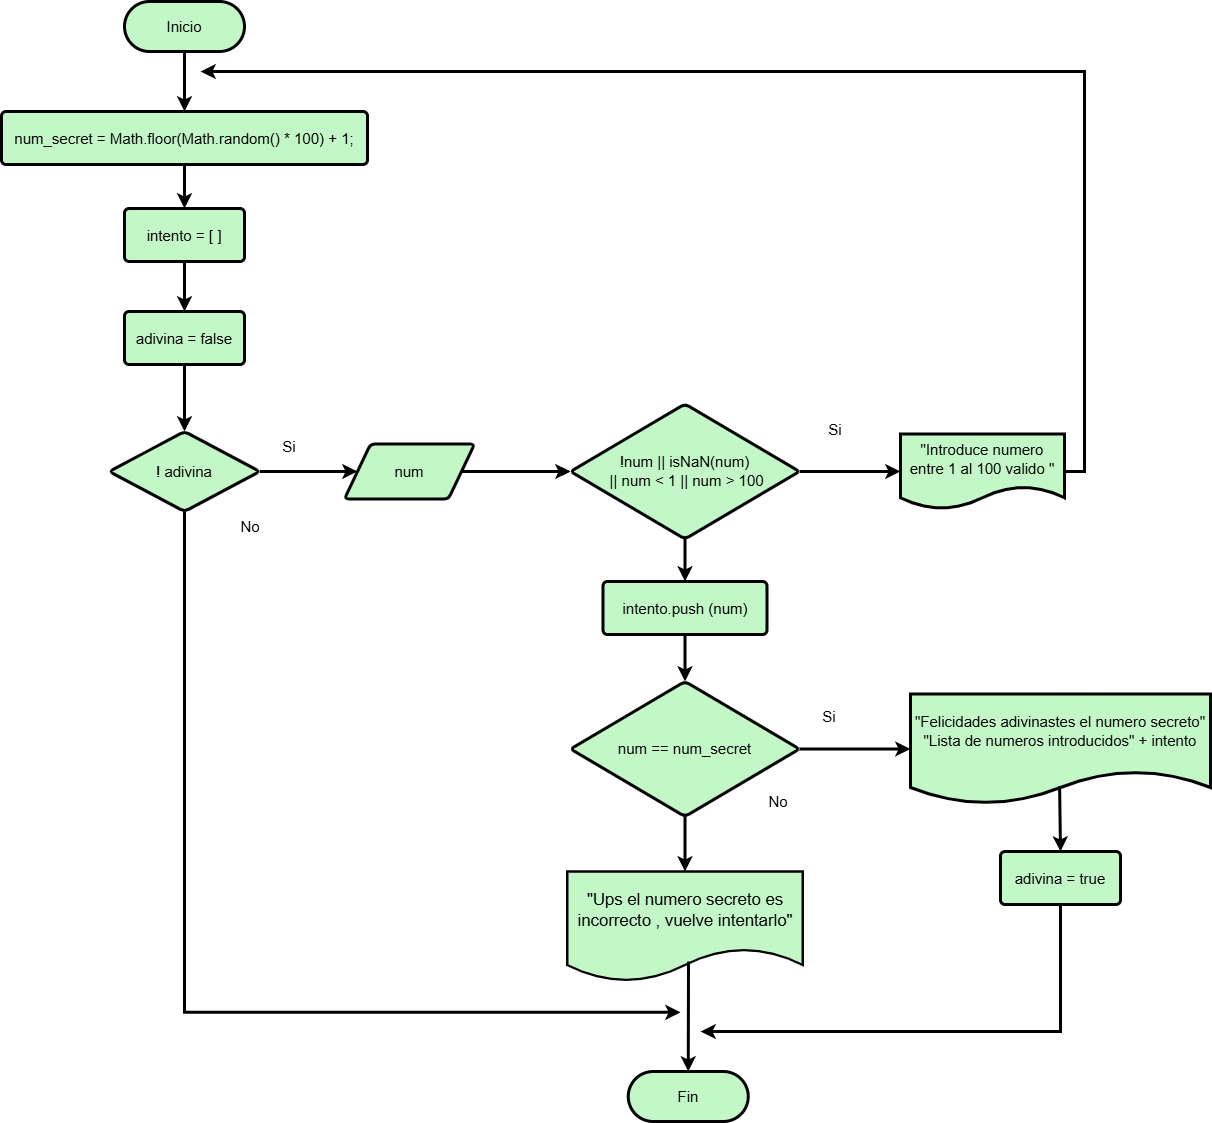 Inicio
num_secret = Math.floor(Math.random() * 100) + 1;
intento = [ ]
adivina = false
! adivina
Si
No
num
!num || isNaN(num)
|| num < 1 || num > 100
Si
"Introduce numero
entre 1 al 100 valido "
intento.push (num)
num == num_secret
Si
No
"Felicidades adivinastes el numero secreto"
"Lista de numeros introducidos" + intento
adivina = true
"Ups el numero secreto es
incorrecto , vuelve intentarlo"
Fin